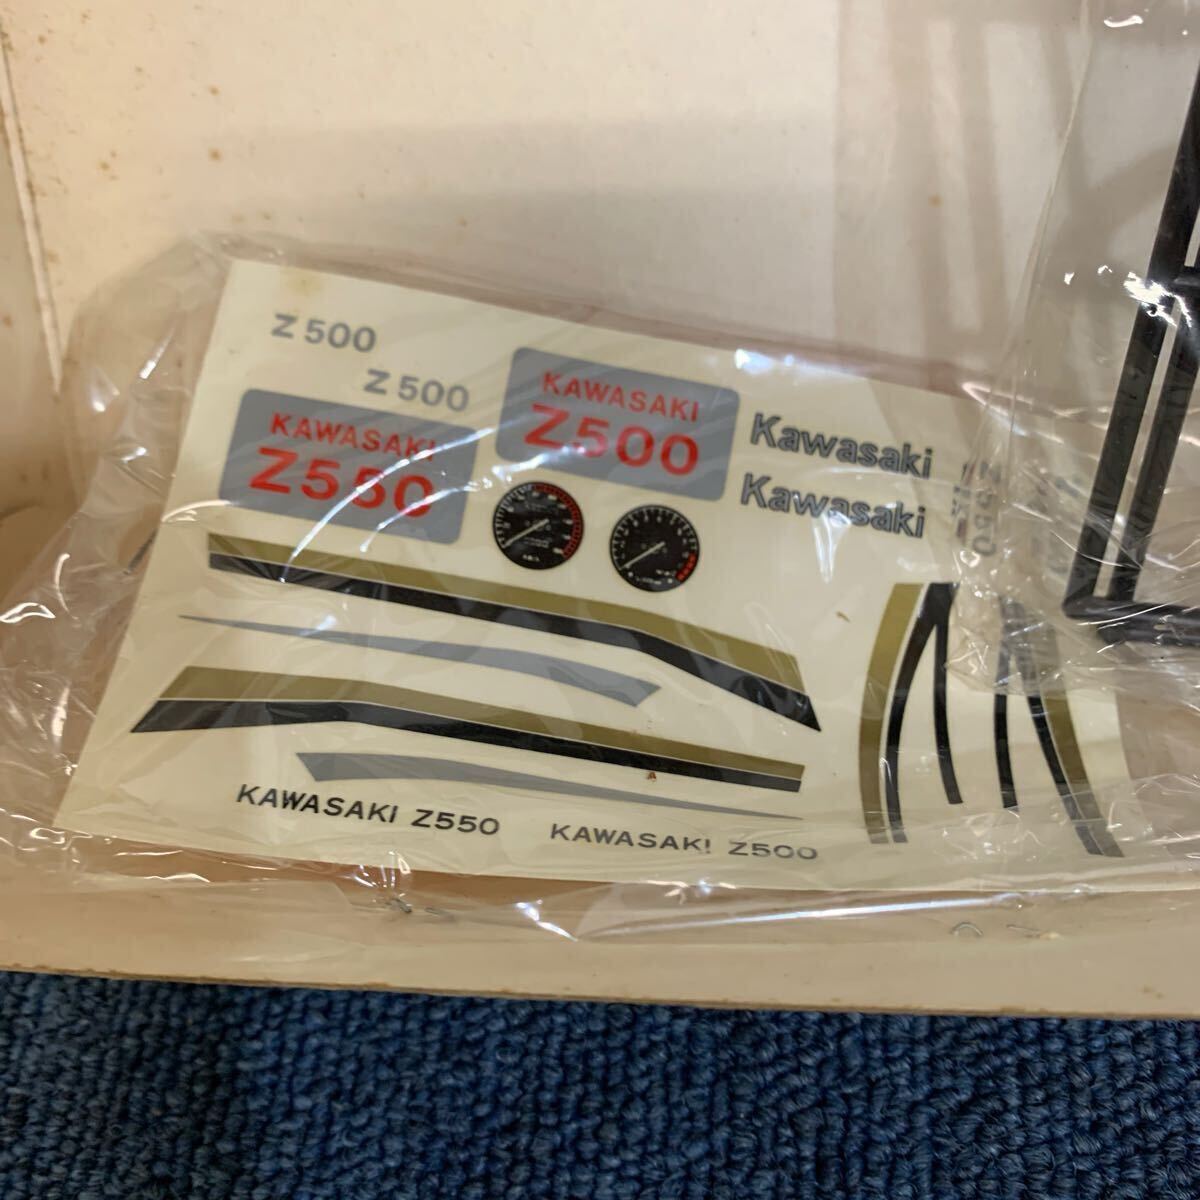 Z 500
Z 500
KAWASAKI
Z500
KAWASAKI
Z550
Kawasaki
Kawasaki
KAWASAKI Z550
KAWASAKI Z500